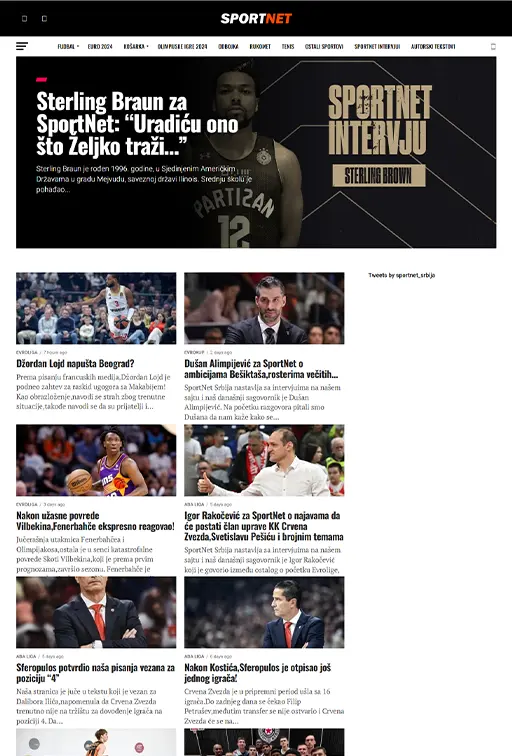 SPORTNET
FUDBAL
EURO 2024
KOŠARKA
OLIMPIJSKE IGRE 2024
ODBOJKA
RUKOMET
TENIS
OSTALI SPORTOVI
SPORTNET INTERVJUI
AUTORSKI TEKSTOVI
Sterling Braun za
SportNet: “Uradiću ono
što Željko traži...”
Sterling Braun je rođen 1996. godine, u Sjedinjenim Američkim
Državama u gradu Mejvudu, saveznoj državi Ilinois. Srednju školu je
pohađao...
PARTIZAN
12
SPORTNET
INTERVJU
STERLING BROWN
Tweets by sportnet_srbija
EVROLIGA / 7 hours ago
Džordan Lojd napušta Beograd?
Prema pisanju francuskih medija,Džordan Lojd je
podneo zahtev za raskid ugogora za Makabijem!
Kao obrazloženje,navodi se strah zbog trenutne
situacije,takođe navodi se da su prijatelji i...
EVROKUP / 2 days ago
Dušan Alimpijević za SportNet o
ambicijama Bešiktaša,rosterima večitih...
SportNet Srbija nastavlja sa intervjuima na našem
sajtu i naš današnji sagovornik je Dušan
Alimpijević. Na početku razgovora pitali smo
Dušana da nam kaže kako se...
EVROLIGA / 3 days ago
Nakon užasne povrede
Vilbekina,Fenerbahče ekspresno reagovao!
Jučerašnja utakmica Fenerbahčea i
Olimpijakosa,ostala je u senci katastrofalne
povrede Skoti Vilbekina,koji je prema prvim
prognozama,završio sezonu. Fenerbahče je
ABA LIGA / 5 days ago
Igor Rakočević za SportNet o najavama da
će postati član uprave KK Crvena
Zvezda,Svetislavu Pešiću i brojnim temama
SportNet Srbija nastavlja sa intervjuima na našem
sajtu i naš današnji sagovornik je Igor Rakočević
koji je govorio između ostalog o početku Evrolige,
ABA LIGA / 6 days ago
Sferopulos potvrdio naša pisanja vezana za
poziciju “4”
Naša stranica je juče u tekstu koji je vezan za
Dalibora Ilića,napomenula da Crvena Zvezda
trenutno nije na tržištu za dovođenje igrača na
poziciji 4. Da...
ABA LIGA / 6 days ago
Nakon Kostića,Sferopulos je otpisao još
jednog igrača!
Crvena Zvezda je u pripremni period ušla sa 16
igrača.Do zadnjeg dana se čekao Filip
Petrušev,međutim transfer se nije ostvario i Crvena
Zvezda će se na...